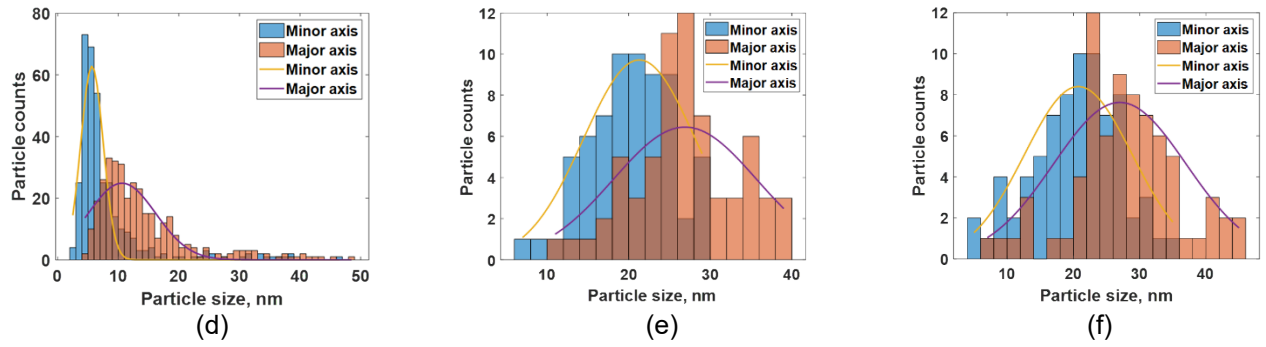 80
60
40
20
0
Particle counts
0 10 20 30 40 50
Particle size, nm
Minor axis
Major axis
Minor axis
Major axis
(d)
12
10
8
6
4
2
0
Particle counts
10 20 30 40
Particle size, nm
Minor axis
Major axis
Minor axis
Major axis
(e)
12
10
8
6
4
2
0
Particle counts
10 20 30 40
Particle size, nm
Minor axis
Major axis
Minor axis
Major axis
(f)